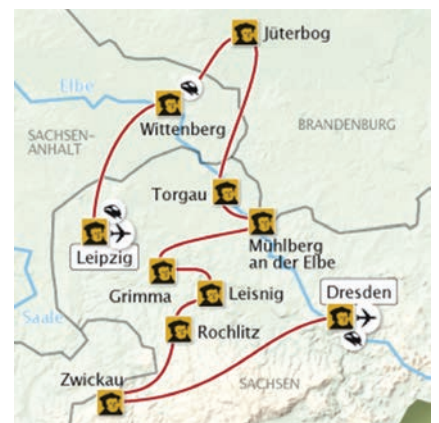 Jüterbog
Elbe
Wittenberg
SACHSEN-
ANHALT
BRANDENBURG
Torgau
Mühlberg
an der Elbe
Leipzig
Grimma
Leisnig
Dresden
Saale
Rochlitz
Zwickau
SACHSEN